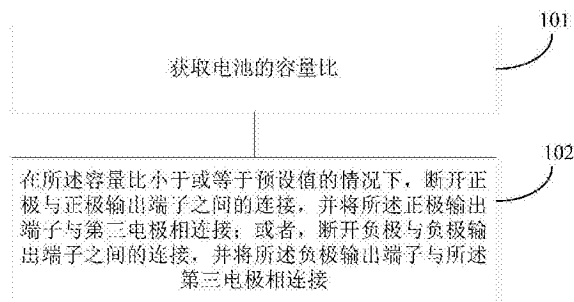 101
获取电池的容量比
102
在所述容量比小于或等于预设值的情况下，断开正
极与正极输出端子之间的连接，并将所述正极输出
端子与第三电极相连接；或者，断开负极与负极输
出端子之间的连接，并将所述负极输出端子与所述
第三电极相连接